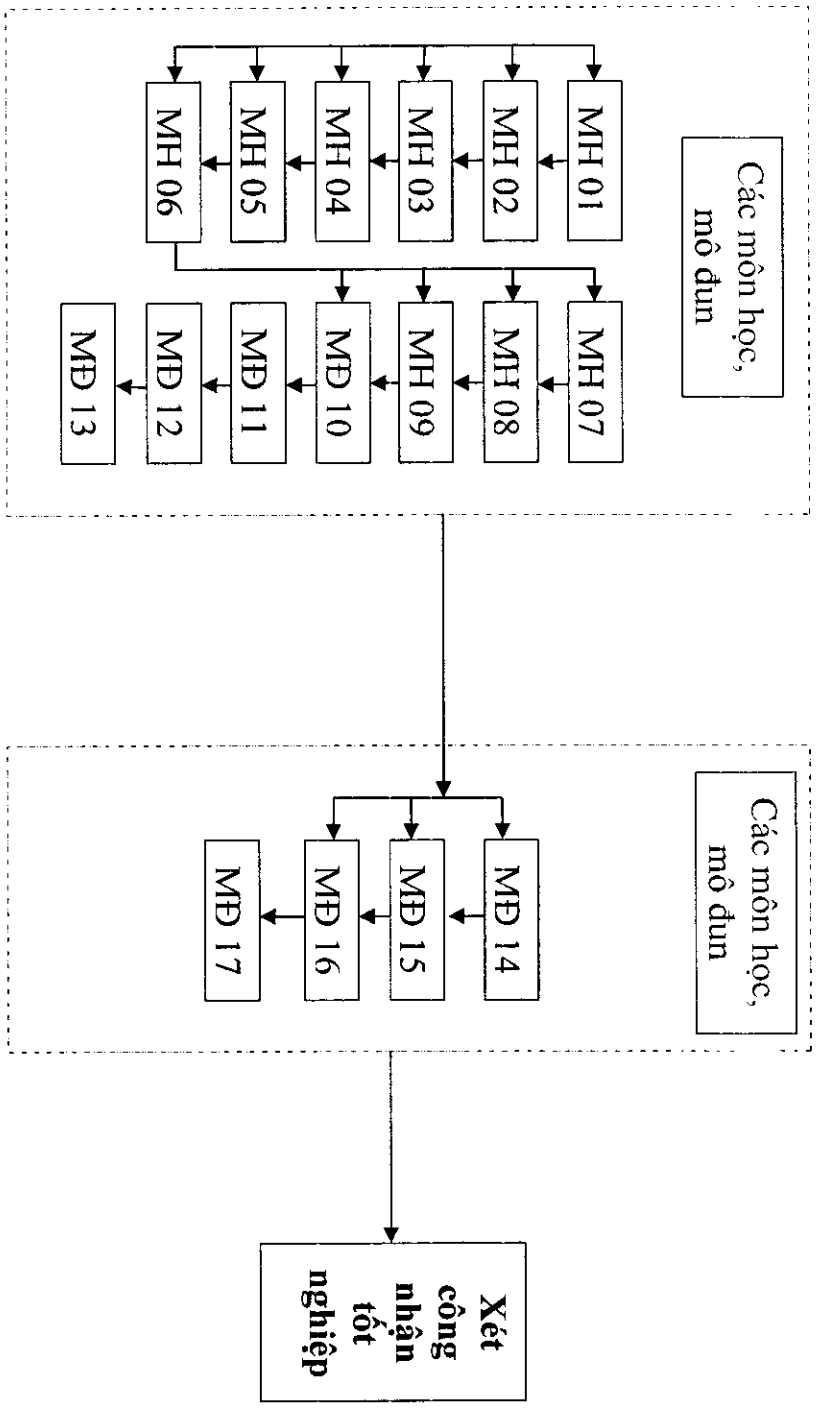 Các môn học,
mô đun
MH 01
MH 02
MH 03
MH 04
MH 05
MH 06
MH 07
MH 08
MH 09
MĐ 10
MĐ 11
MĐ 12
MĐ 13
Các môn học,
mô đun
MĐ 14
MĐ 15
MĐ 16
MĐ 17
Xét
công
nhận
tốt
nghiệp